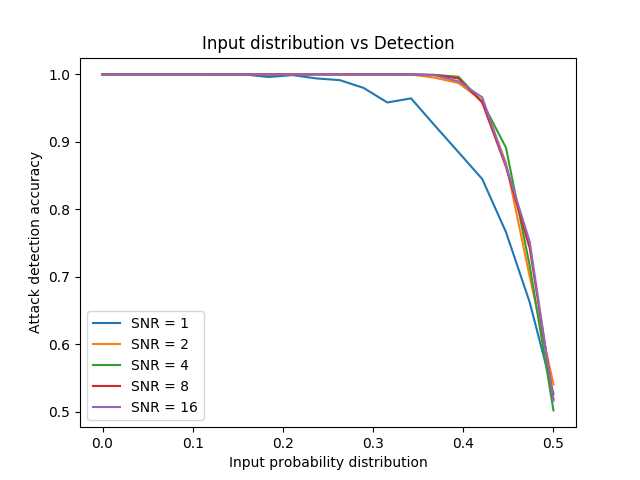 Input distribution vs Detection
Attack detection accuracy
1.0
0.9
0.8
0.7
0.6
0.5
SNR = 1
SNR = 2
SNR = 4
SNR = 8
SNR = 16
0.0 0.1 0.2 0.3 0.4 0.5
Input probability distribution